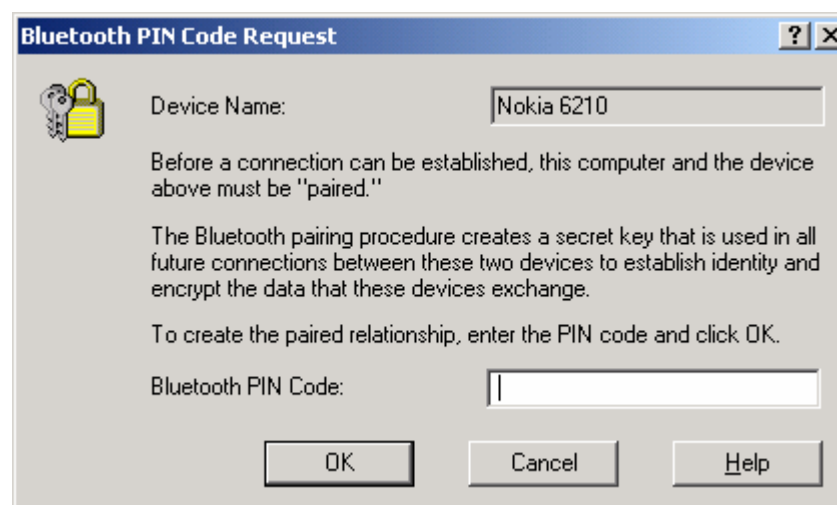 Bluetooth PIN Code Request
Device Name: Nokia 6210
Before a connection can be established, this computer and the device
above must be "paired."
The Bluetooth pairing procedure creates a secret key that is used in all
future connections between these two devices to establish identity and
encrypt the data that these devices exchange.
To create the paired relationship, enter the PIN code and click OK.
Bluetooth PIN Code:
OK Cancel Help